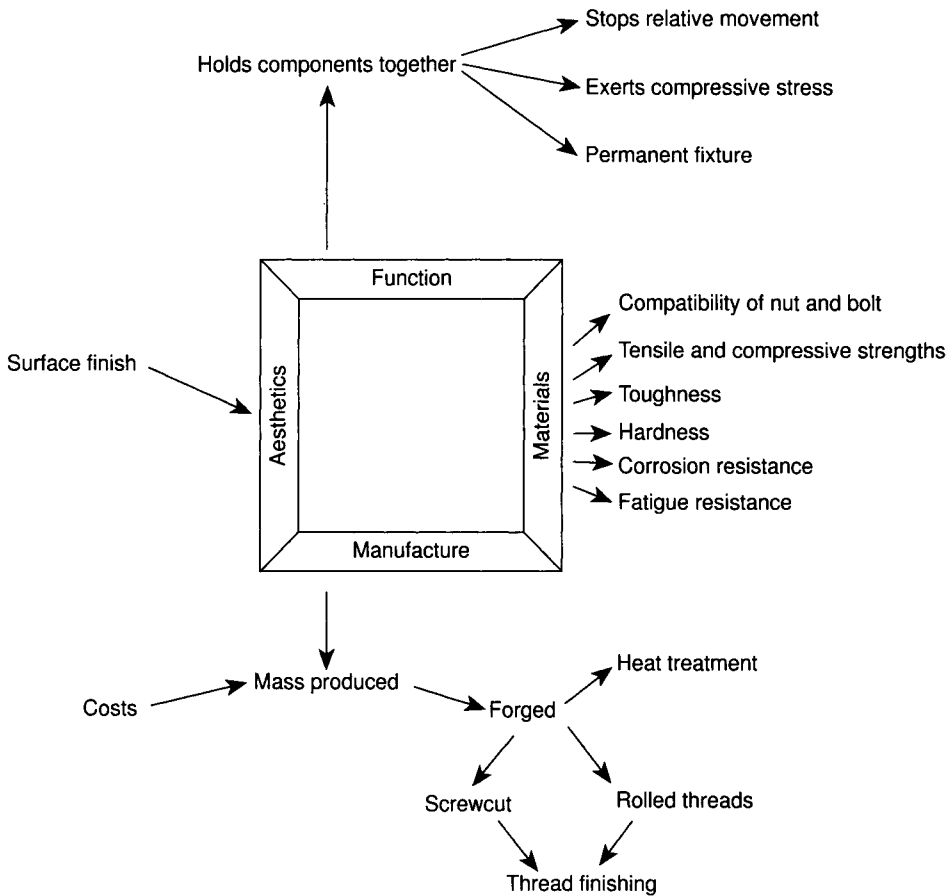 Stops relative movement
Holds components together
Exerts compressive stress
Permanent fixture
Function
Compatibility of nut and bolt
Surface finish
Tensile and compressive strengths
Aesthetics
Materials
Toughness
Hardness
Corrosion resistance
Fatigue resistance
Manufacture
Heat treatment
Mass produced
Costs
Forged
Screwcut
Rolled threads
Thread finishing